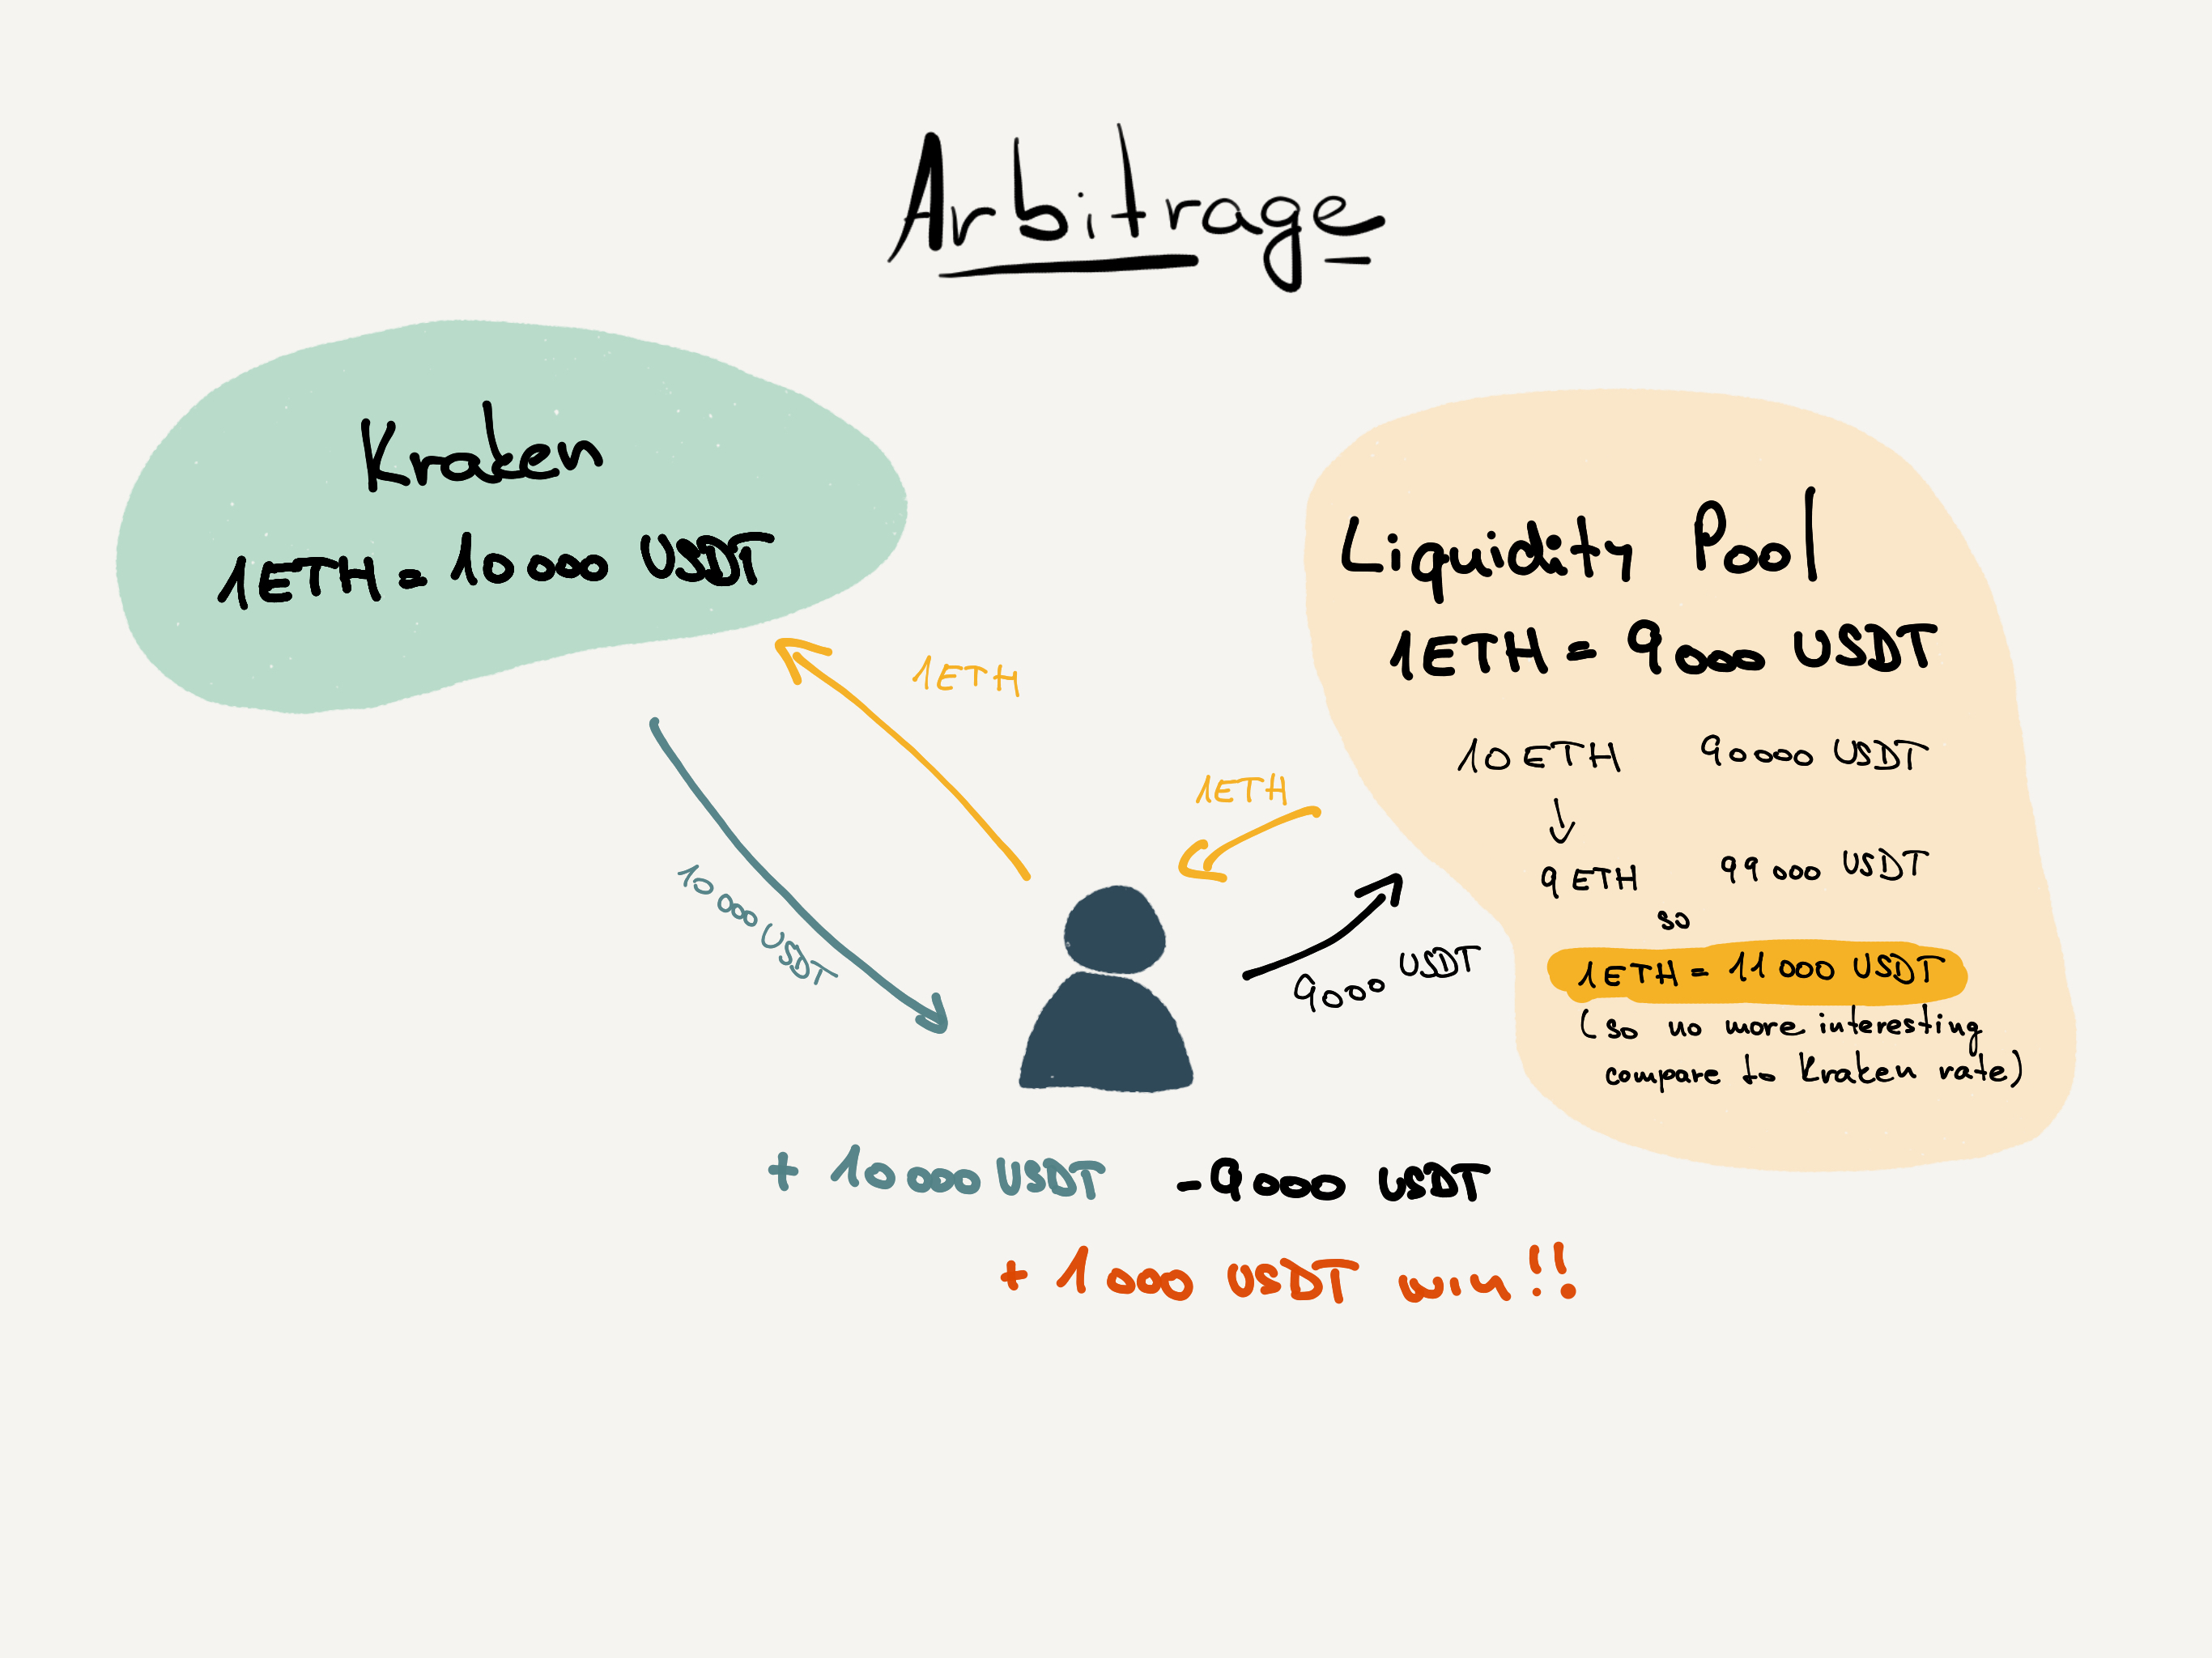 Arbitrage
Kraken
1ETH = 10 000 USDT
Liquidity Pool
1ETH = 9000 USDT
10 ETH 90000 USDT
9 ETH 99000 USDT
so
1ETH = 11 000 USDT
(so no more interesting
compare to Kraken rate)
1ETH
10 000 USDT
1ETH
9000 USDT
+ 10 000 USDT -9000 USDT
+ 1 000 USDT win!!